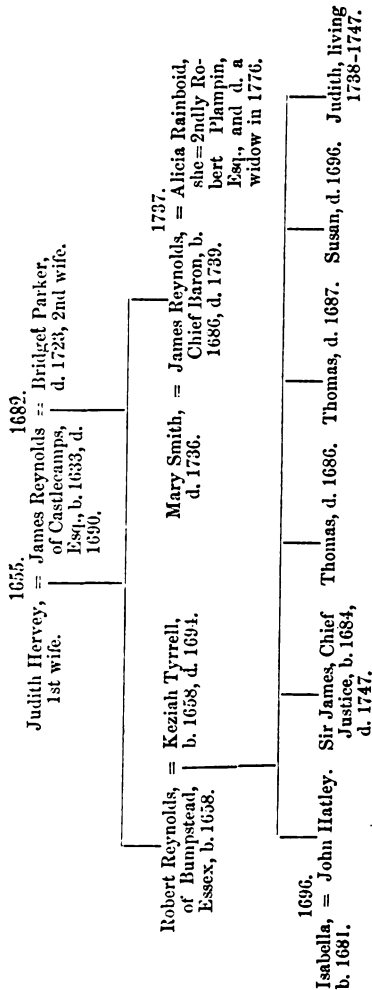 1655.
1682.
Judith Hervey, = James Reynolds = Bridget Parker,
1st wife.
of Castlecamps,
Esq., b. 1633, d.
1690.
d. 1723, 2nd wife.
1737.
Robert Reynolds, = Keziah Tyrrell,
of Bumpstead,
Essex, b. 1658.
b. 1658, d. 1694.
Mary Smith, = James Reynolds, = Alicia Rainboid,
d. 1736.
Chief Baron, b.
1686, d. 1739.
she=2ndly Ro-
bert Plampin,
Esq., and d. a
widow in 1776.
1696.
Isabella, = John Hatley.
b. 1681.
Sir James, Chief
Justice, b. 1684,
d. 1747.
Thomas, d. 1686.
Thomas, d. 1687.
Susan, d. 1696.
Judith, living
1738-1747.